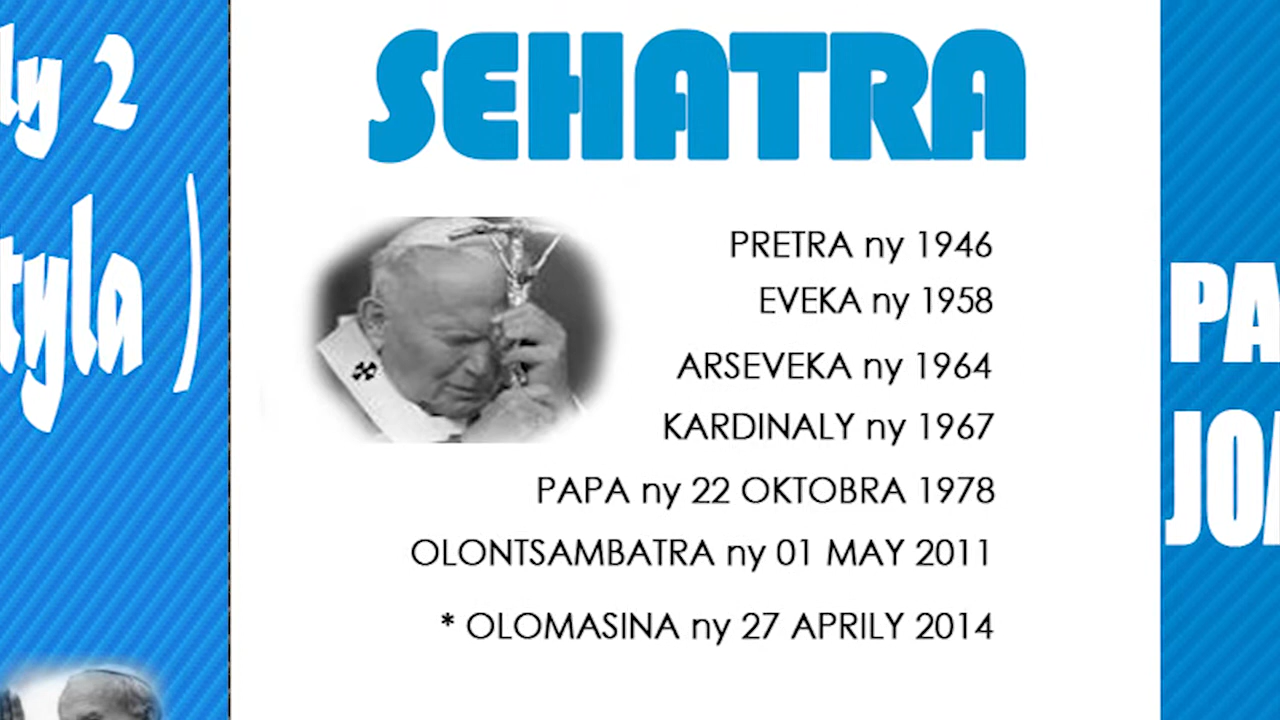 ly 2
tyla )
SEHATRA
PRETRA ny 1946
EVEKA ny 1958
ARSEVEKA ny 1964
KARDINALY ny 1967
PAPA ny 22 OKTOBRA 1978
OLONTSAMBATRA ny 01 MAY 2011
* OLOMASINA ny 27 APRILY 2014
PA
JOA